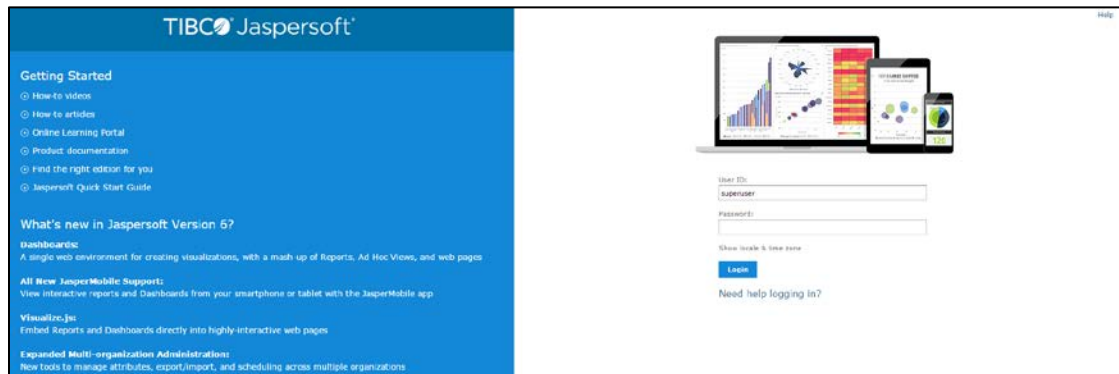 TIBCO Jaspersoft
Getting Started
How-to videos
How-to articles
Online Learning Portal
Product documentation
Find the right edition for you
Jaspersoft Quick Start Guide
What's new in Jaspersoft Version 6?
Dashboards:
A single web environment for creating visualizations, with a mash-up of Reports, Ad Hoc Views, and web pages
All New JasperMobile Support:
View interactive reports and Dashboards from your smartphone or tablet with the JasperMobile app
Visualize.js:
Embed Reports and Dashboards directly into highly-interactive web pages
Expanded Multi-organization Administration:
New tools to manage attributes, export/import, and scheduling across multiple organizations
Help
126
User ID:
superuser
Password:
Show locale & time zone
Login
Need help logging in?